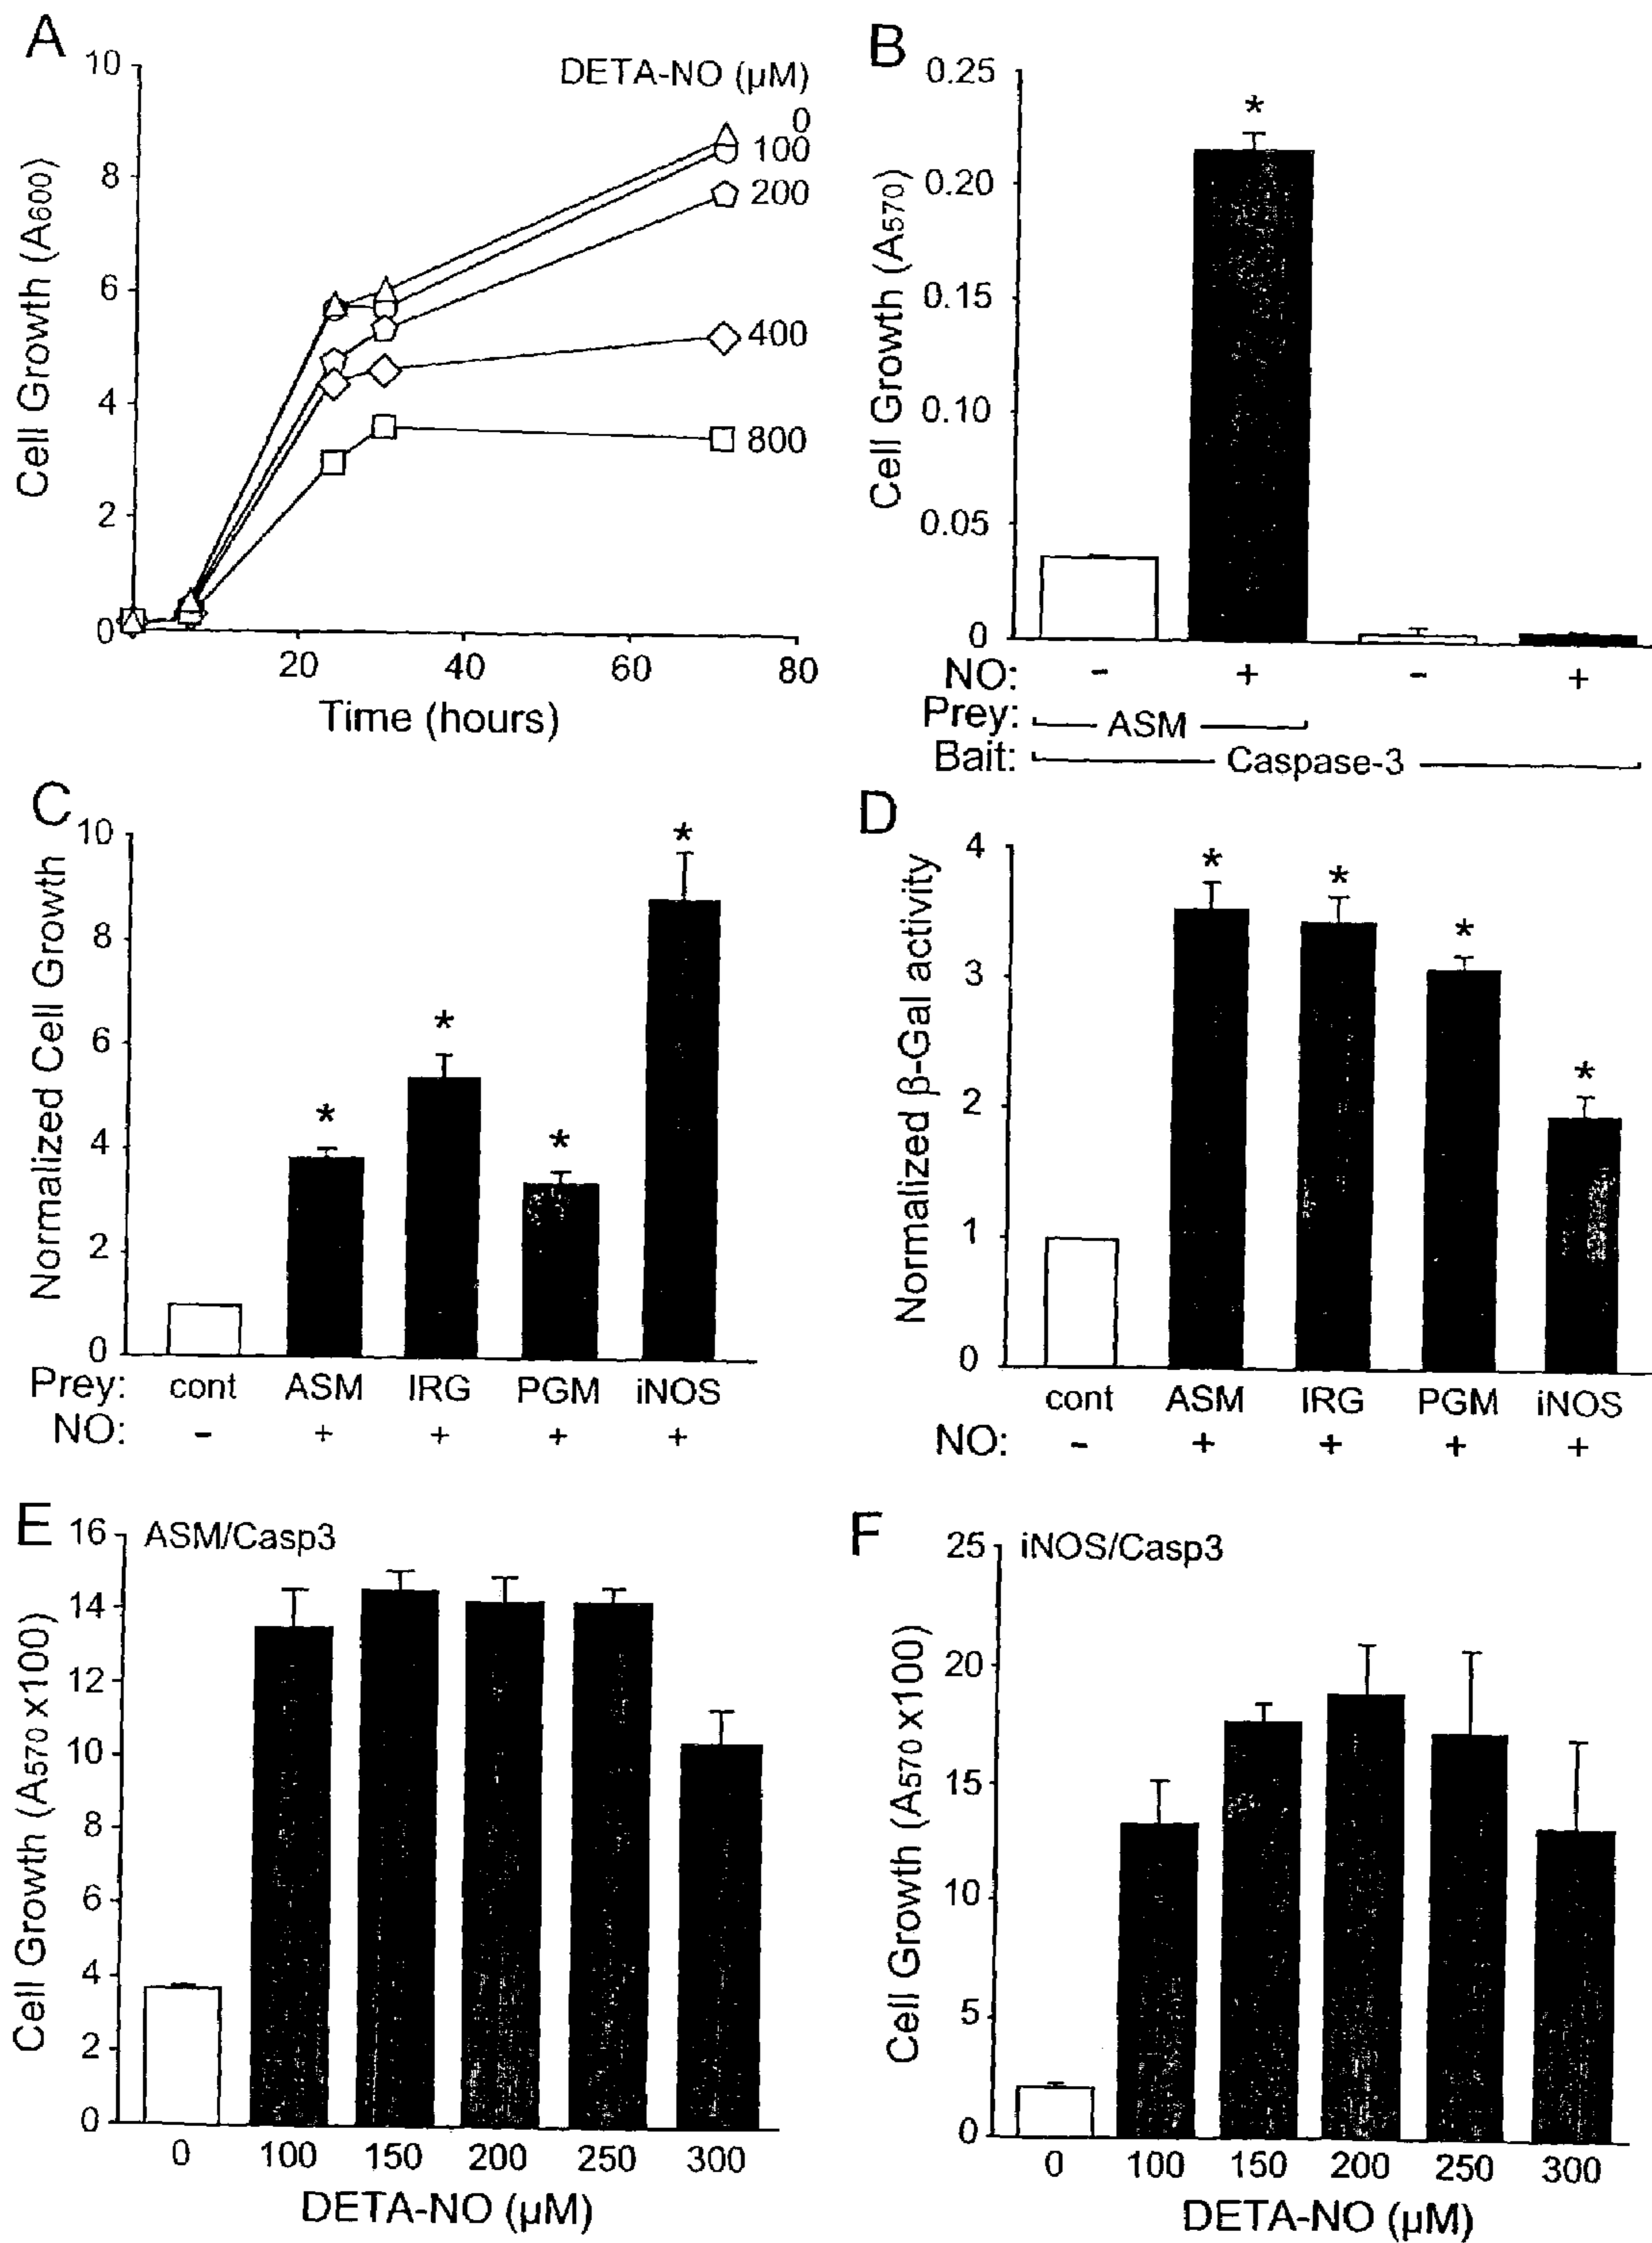 A
DETA-NO (µM)
10
8
6
4
2
0
Cell Growth (A600)
0
100
200
400
800
20 40 60 80
Time (hours)
B
0.25
0.20
0.15
0.10
0.05
0
Cell Growth (A570)
*
NO: - + - +
Prey: ASM
Bait: Caspase-3
C
10
8
6
4
2
0
Normalized Cell Growth
* * * *
Prey: cont ASM IRG PGM iNOS
NO: - + + + +
D
4
3
2
1
0
Normalized β-Gal activity
* * * *
cont ASM IRG PGM iNOS
NO: - + + + +
E
ASM/Casp3
16
14
12
10
8
6
4
2
0
Cell Growth (A570 x100)
0 100 150 200 250 300
DETA-NO (µM)
F
iNOS/Casp3
25
20
15
10
5
0
Cell Growth (A570 x100)
0 100 150 200 250 300
DETA-NO (µM)